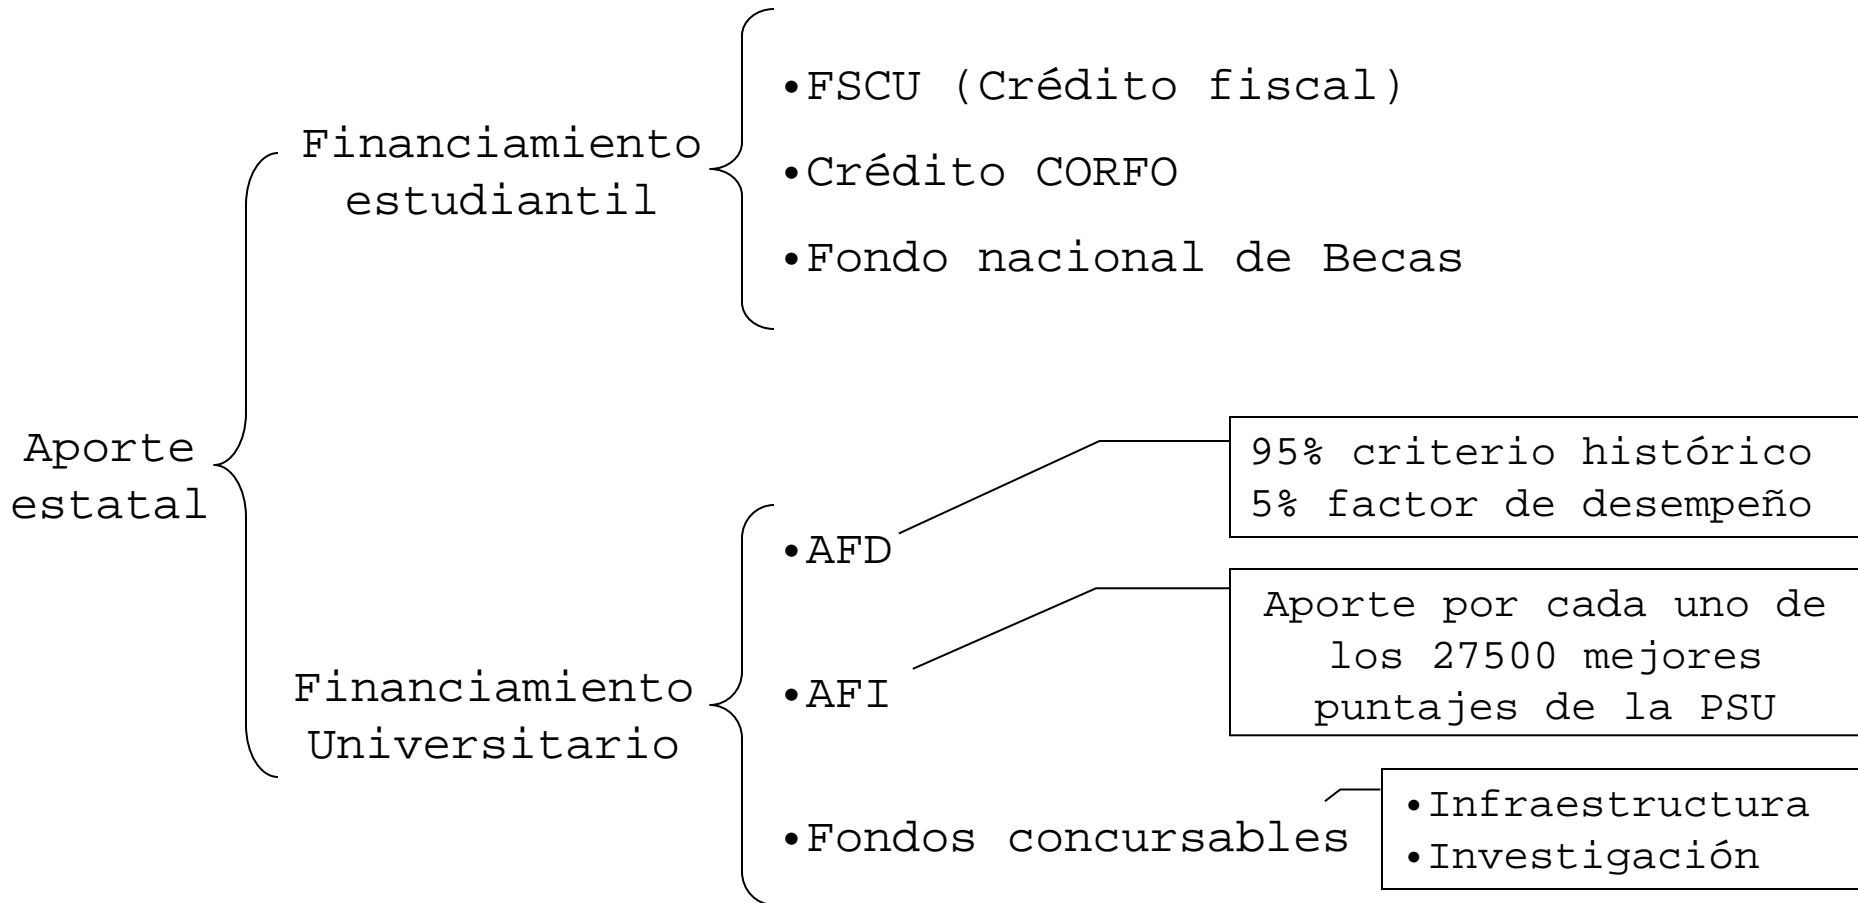 Aporte
estatal
Financiamiento
estudiantil
•FSCU (Crédito fiscal)
•Crédito CORFO
•Fondo nacional de Becas
Financiamiento
Universitario
•AFD
95% criterio histórico
5% factor de desempeño
•AFI
Aporte por cada uno de
los 27500 mejores
puntajes de la PSU
•Fondos concursables
•Infraestructura
•Investigación